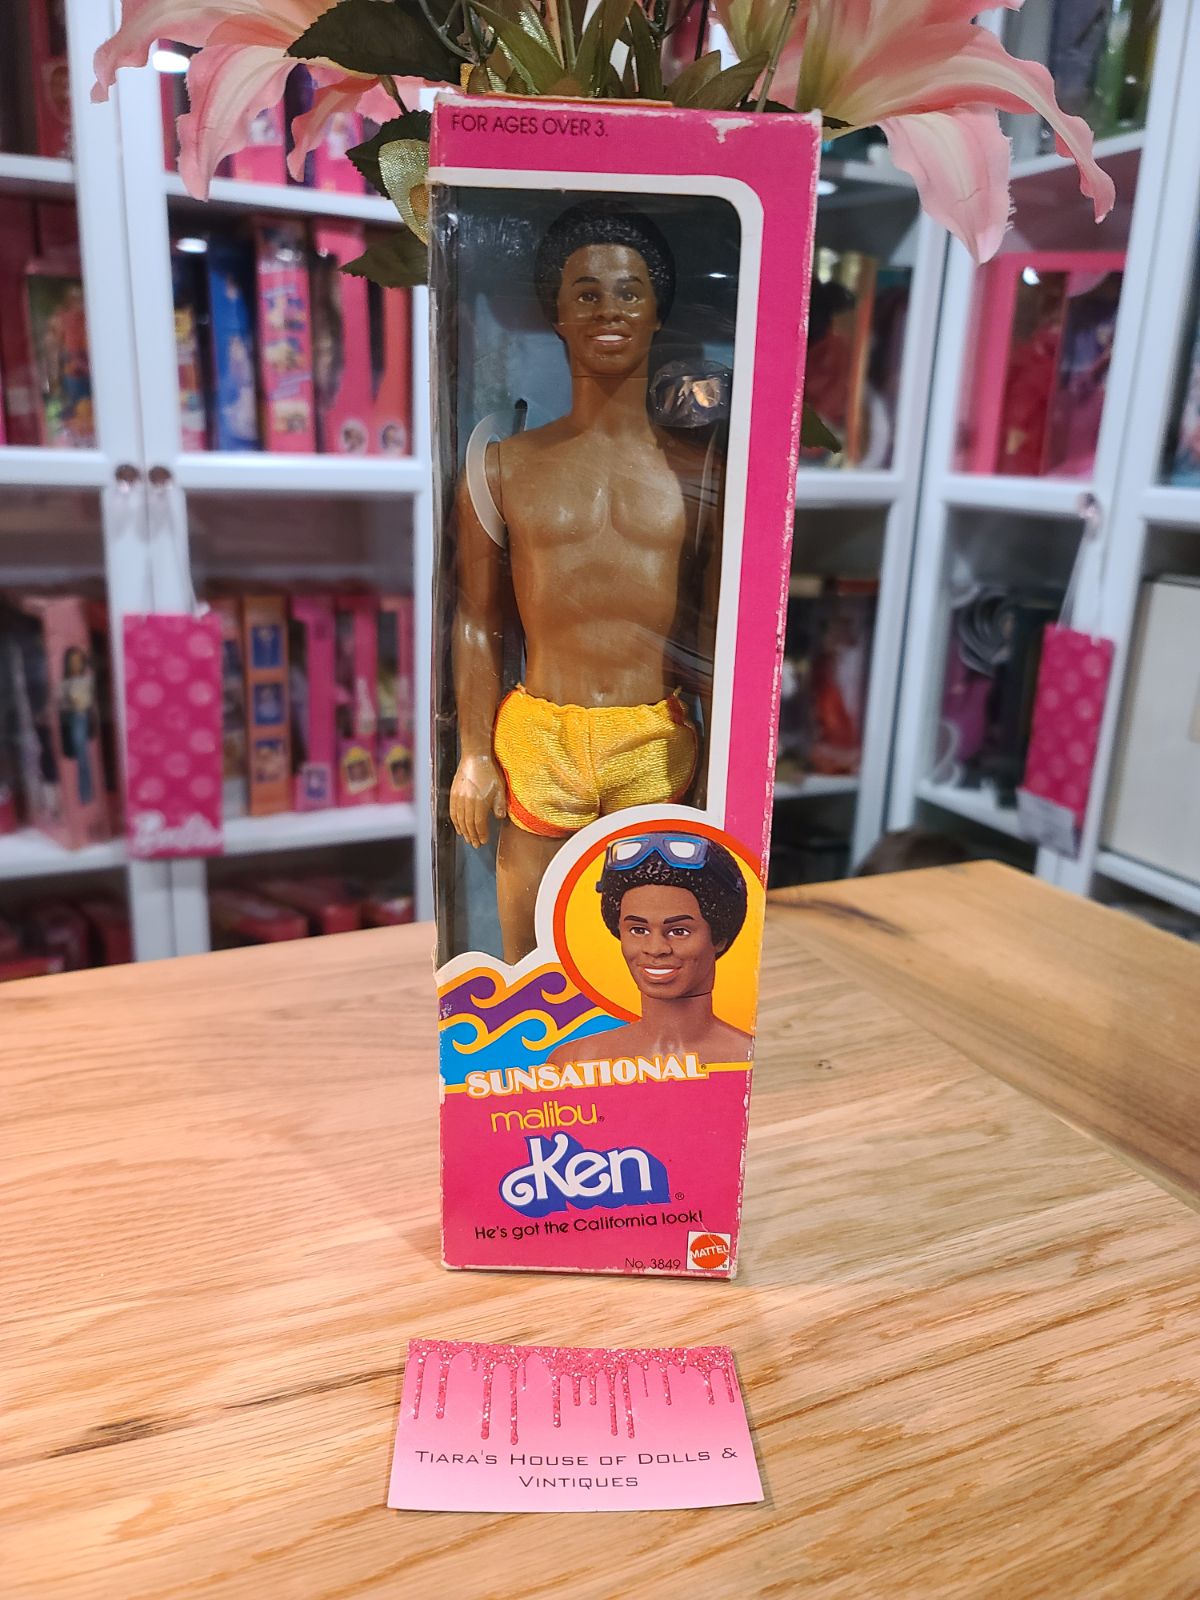 FOR AGES OVER 3.
SUNSATIONAL®
malibu®
Ken®
He's got the California look!
No. 3849
MATTEL®
Barbie
TIARA'S HOUSE OF DOLLS &
VINTIQUES